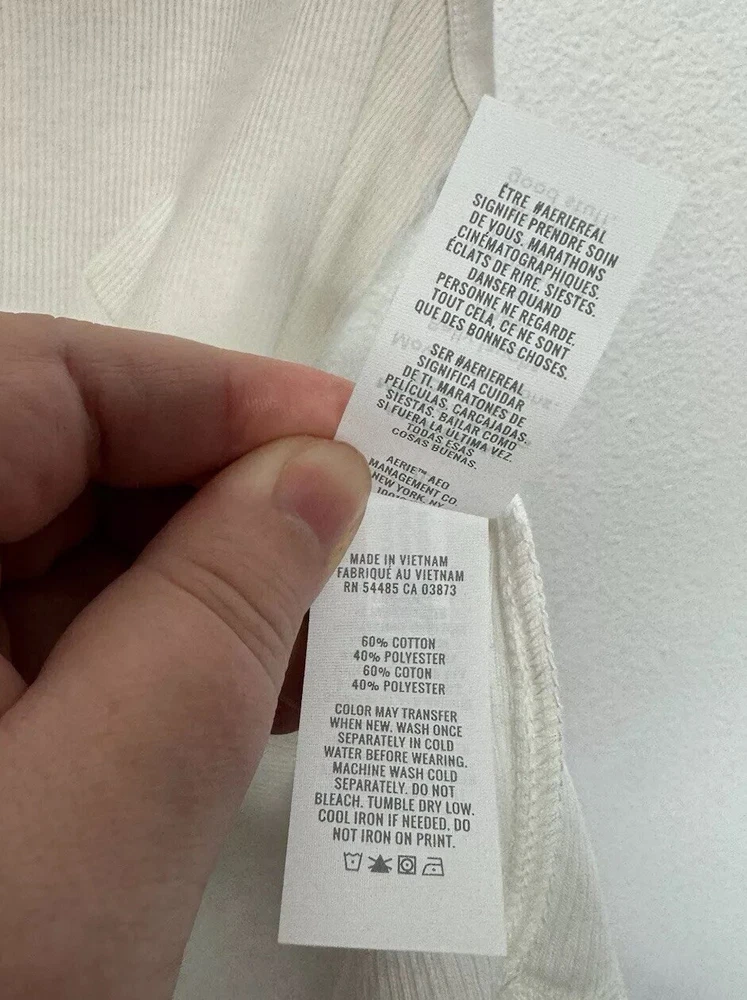 ÊTRE #AERIEREAL
SIGNIFIE PRENDRE SOIN
DE VOUS. MARATHONS
CINÉMATOGRAPHIQUES.
ÉCLATS DE RIRE. SIESTES.
DANSER QUAND
PERSONNE NE REGARDE.
TOUT CELA, CE NE SONT
QUE DES BONNES CHOSES.
SER #AERIEREAL
SIGNIFICA CUIDAR
DE TI. MARATONES DE
PELÍCULAS, CARCAJADAS.
SIESTAS. BAILAR COMO
SI FUERA LA ÚLTIMA VEZ.
TODAS ESAS
COSAS BUENAS.
AERIE™ AEO
MANAGEMENT CO.
NEW YORK, NY
MADE IN VIETNAM
FABRIQUÉ AU VIETNAM
RN 54485 CA 03873
60% COTTON
40% POLYESTER
60% COTON
40% POLYESTER
COLOR MAY TRANSFER
WHEN NEW. WASH ONCE
SEPARATELY IN COLD
WATER BEFORE WEARING.
MACHINE WASH COLD
SEPARATELY. DO NOT
BLEACH. TUMBLE DRY LOW.
COOL IRON IF NEEDED. DO
NOT IRON ON PRINT.